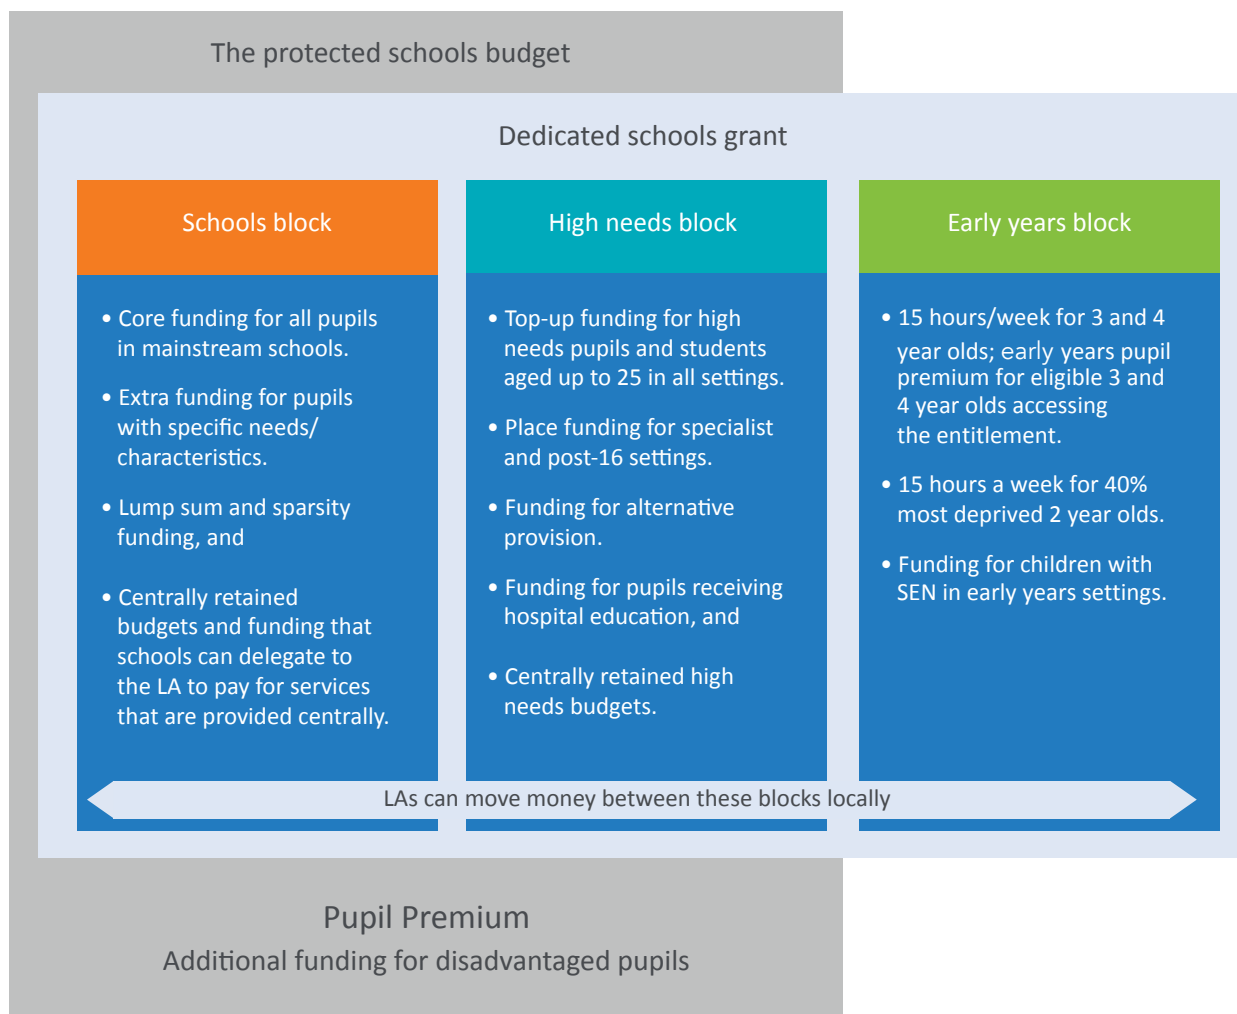 The protected schools budget
Dedicated schools grant
Schools block
• Core funding for all pupils
in mainstream schools.
• Extra funding for pupils
with specific needs/
characteristics.
• Lump sum and sparsity
funding, and
• Centrally retained
budgets and funding that
schools can delegate to
the LA to pay for services
that are provided centrally.
High needs block
• Top-up funding for high
needs pupils and students
aged up to 25 in all settings.
• Place funding for specialist
and post-16 settings.
• Funding for alternative
provision.
• Funding for pupils receiving
hospital education, and
• Centrally retained high
needs budgets.
Early years block
• 15 hours/week for 3 and 4
year olds; early years pupil
premium for eligible 3 and
4 year olds accessing
the entitlement.
• 15 hours a week for 40%
most deprived 2 year olds.
• Funding for children with
SEN in early years settings.
LAs can move money between these blocks locally
Pupil Premium
Additional funding for disadvantaged pupils